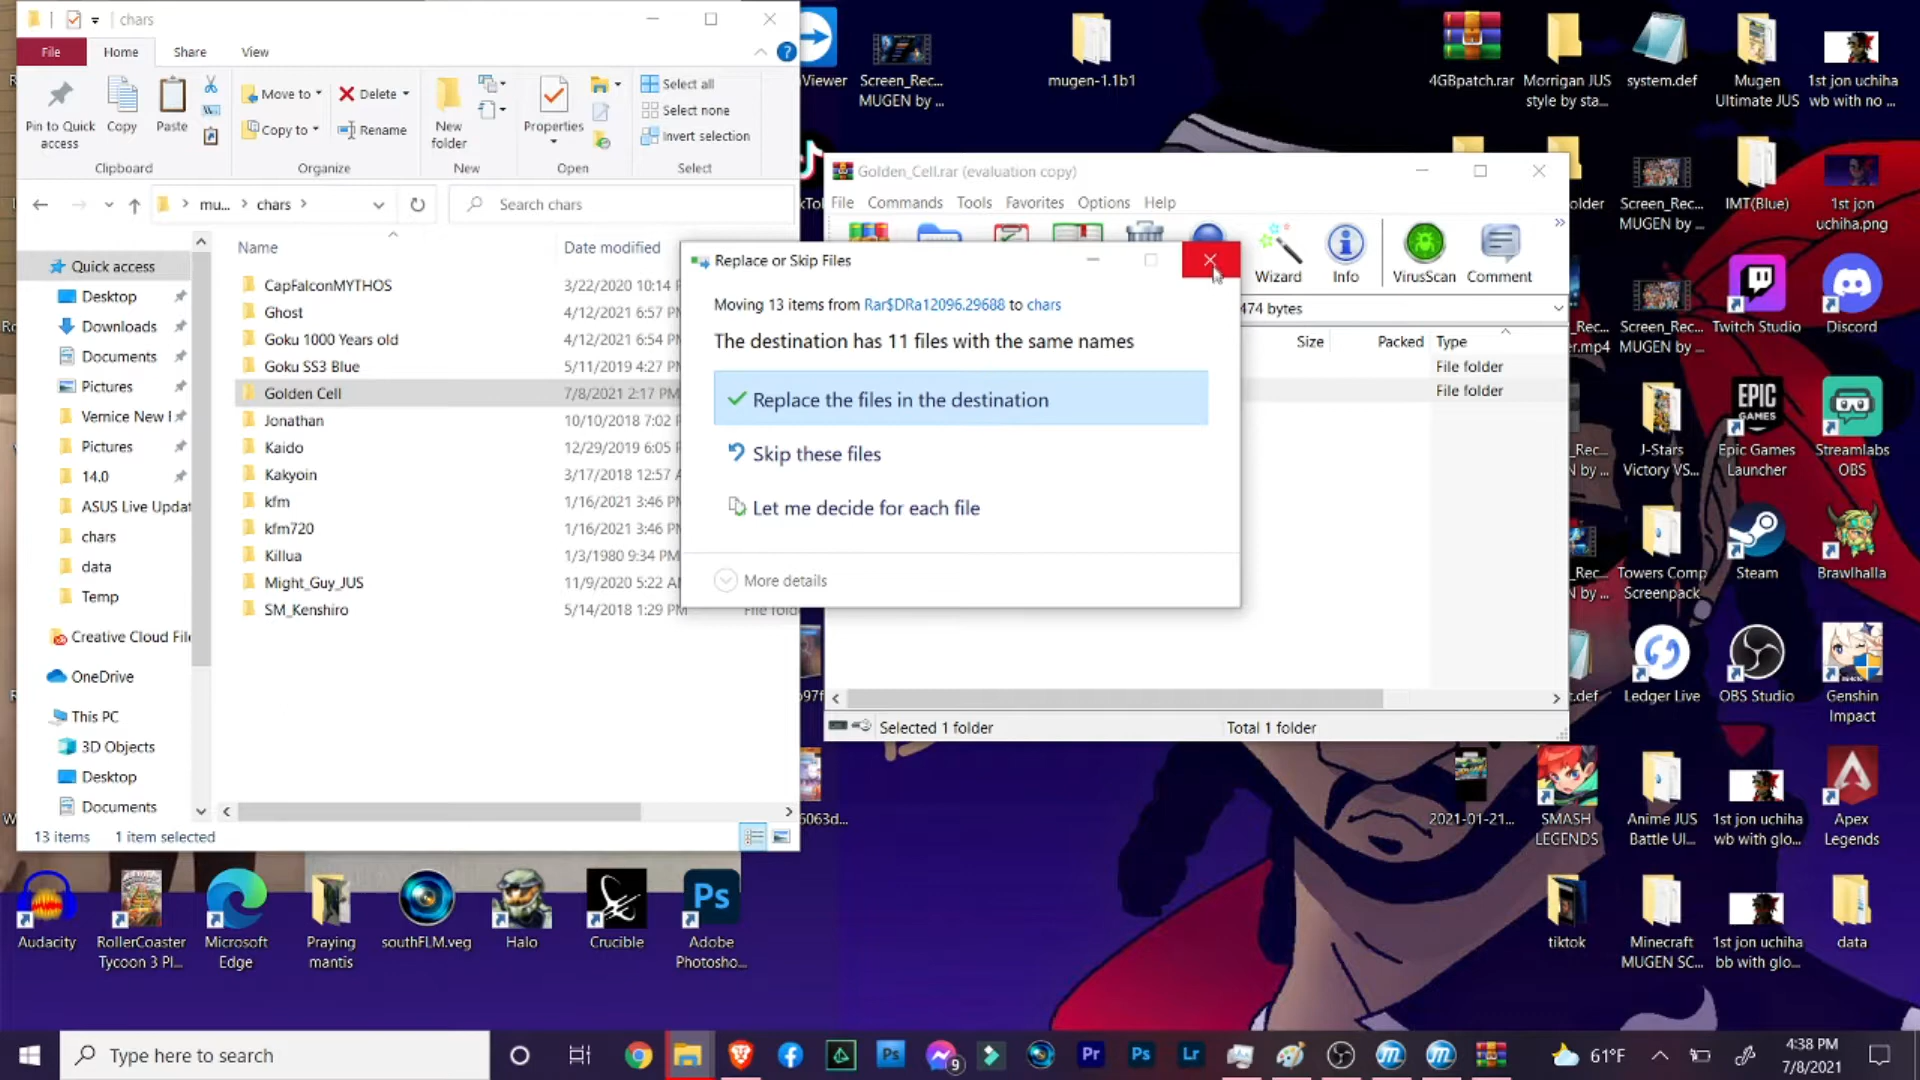 chars
File
Home
Share
View
Pin to Quick
access
Copy
Paste
Clipboard
Move to
Copy to
Delete
Rename
Organize
New
folder
New
Properties
Open
Select all
Select none
Invert selection
Select
mu...
chars
Search chars
Name
Date modified
Quick access
Desktop
Downloads
Documents
Pictures
Vernice New
Pictures
14.0
ASUS Live Updat
chars
data
Temp
Creative Cloud File
OneDrive
This PC
3D Objects
Desktop
Documents
CapFalconMYTHOS 3/22/2020 10:14
Ghost 4/12/2021 6:57
Goku 1000 Years old 4/12/2021 6:54
Goku SS3 Blue 5/11/2019 4:27
Golden Cell 7/8/2021 2:17 PM
Jonathan 10/10/2018 7:02
Kaido 12/29/2019 6:05
Kakyoin 3/17/2018 12:57
kfm 1/16/2021 3:46
kfm720 1/16/2021 3:46
Killua 1/3/1980 9:34 PM
Might_Guy_JUS 11/9/2020 5:22
SM_Kenshiro 5/14/2018 1:29 PM
13 items 1 item selected
Golden_Cell.rar (evaluation copy)
File Commands Tools Favorites Options Help
Wizard
Info
VirusScan
Comment
474 bytes
Size
Packed
Type
File folder
File folder
Selected 1 folder
Total 1 folder
Replace or Skip Files
Moving 13 items from Rar$DRa12096.29688 to chars
The destination has 11 files with the same names
Replace the files in the destination
Skip these files
Let me decide for each file
More details
Viewer
Screen_Rec...
MUGEN by ...
mugen-1.1b1
4GBpatch.rar
Morrigan JUS
style by sta...
system.def
Mugen
Ultimate JUS
1st jon uchiha
wb with no ...
older
Screen_Rec...
MUGEN by ...
IMT(Blue)
1st jon
uchiha.png
Screen_Rec...
MUGEN by ...
Twitch Studio
Discord
J-Stars
Victory VS...
EPIC
GAMES
Epic Games
Launcher
Streamlabs
OBS
Towers Comp
Screenpack
Steam
Brawlhalla
Ledger Live
OBS Studio
Genshin
Impact
2021-01-21...
SMASH
LEGENDS
Anime JUS
Battle Ul...
1st jon uchiha
wb with glo...
Apex
Legends
tiktok
Minecraft
MUGEN SC...
1st jon uchiha
bb with glo...
data
Audacity
RollerCoaster
Tycoon 3 Pl...
Microsoft
Edge
Praying
mantis
southFLM.veg
Halo
Crucible
Ps
Adobe
Photosho...
Type here to search
Ps
9
Pr
Ps
Lr
61°F
4:38 PM
7/8/2021